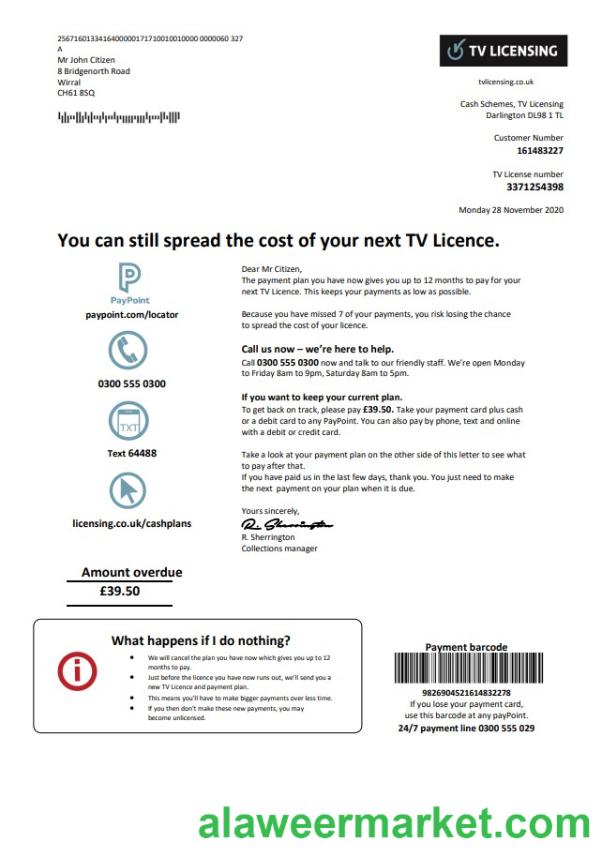 25671601334164000001717100100100000 0000060 327
A
Mr John Citizen
8 Bridgenorth Road
Wirral
CH61 8SQ
TV LICENSING
tvlicensing.co.uk
Cash Schemes, TV Licensing
Darlington DL98 1 TL
Customer Number
161483227
TV License number
3371254398
Monday 28 November 2020
You can still spread the cost of your next TV Licence.
PayPoint
paypoint.com/locator
0300 555 0300
TXT
Text 64488
licensing.co.uk/cashplans
Amount overdue
£39.50
Dear Mr Citizen,
The payment plan you have now gives you up to 12 months to pay for your
next TV Licence. This keeps your payments as low as possible.
Because you have missed 7 of your payments, you risk losing the chance
to spread the cost of your licence.
Call us now – we're here to help.
Call 0300 555 0300 now and talk to our friendly staff. We're open Monday
to Friday 8am to 9pm, Saturday 8am to 5pm.
If you want to keep your current plan.
To get back on track, please pay £39.50. Take your payment card plus cash
or a debit card to any PayPoint. You can also pay by phone, text and online
with a debit or credit card.
Take a look at your payment plan on the other side of this letter to see what
to pay after that.
If you have paid us in the last few days, thank you. You just need to make
the next payment on your plan when it is due.
Yours sincerely,
R. Sherrington
R. Sherrington
Collections manager
What happens if I do nothing?
We will cancel the plan you have now which gives you up to 12
months to pay.
Just before the licence you have now runs out, we'll send you a
new TV Licence and payment plan.
This means you'll have to make bigger payments over less time.
If you then don't make these new payments, you may
become unlicensed.
Payment barcode
9826904521614832278
If you lose your payment card,
use this barcode at any payPoint.
24/7 payment line 0300 555 029
alaweermarket.com